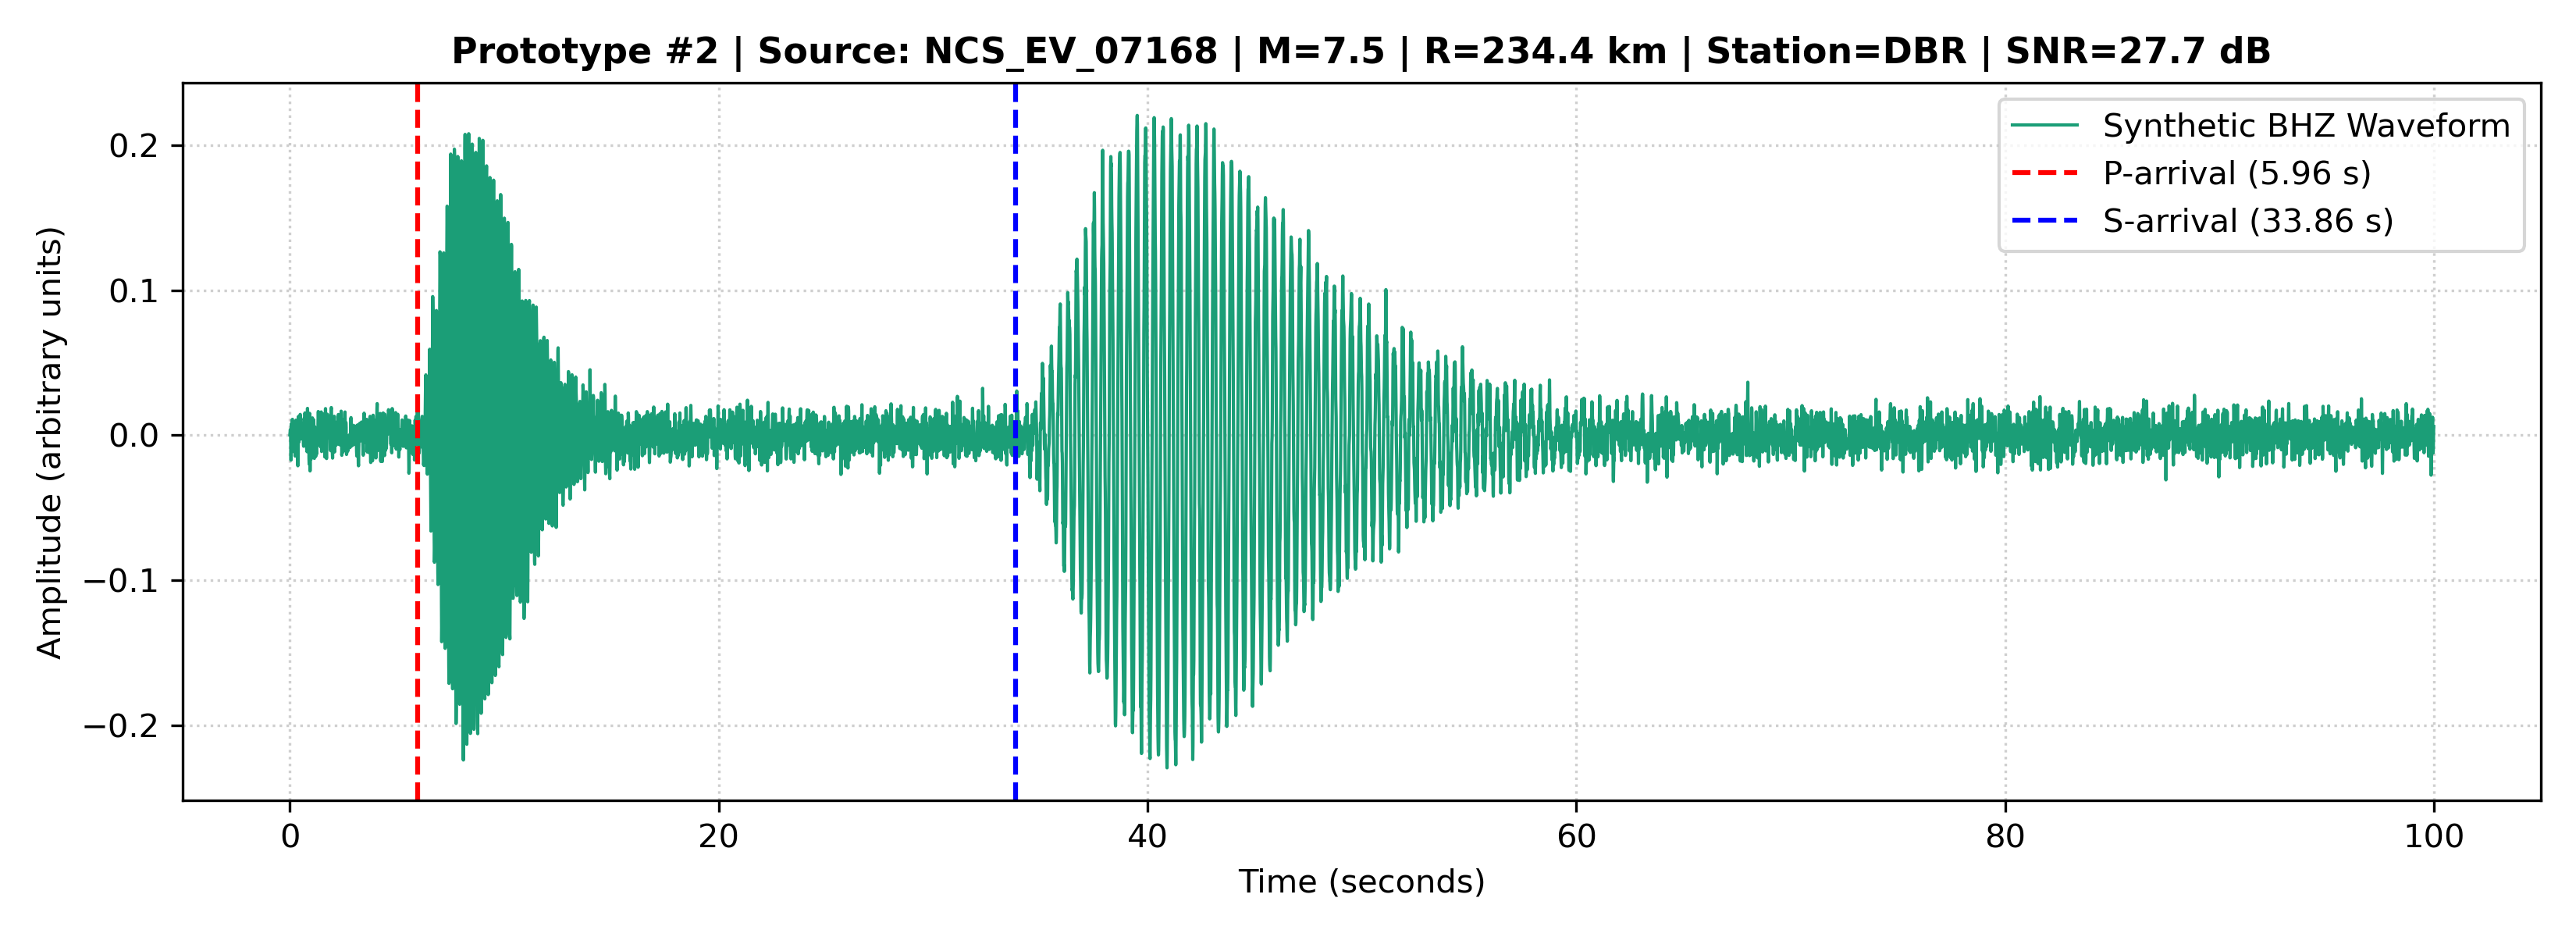 Prototype #2 | Source: NCS_EV_07168 | M=7.5 | R=234.4 km | Station=DBR | SNR=27.7 dB
Synthetic BHZ Waveform
P-arrival (5.96 s)
S-arrival (33.86 s)
Amplitude (arbitrary units)
0.2
0.1
0.0
−0.1
−0.2
0 20 40 60 80 100
Time (seconds)